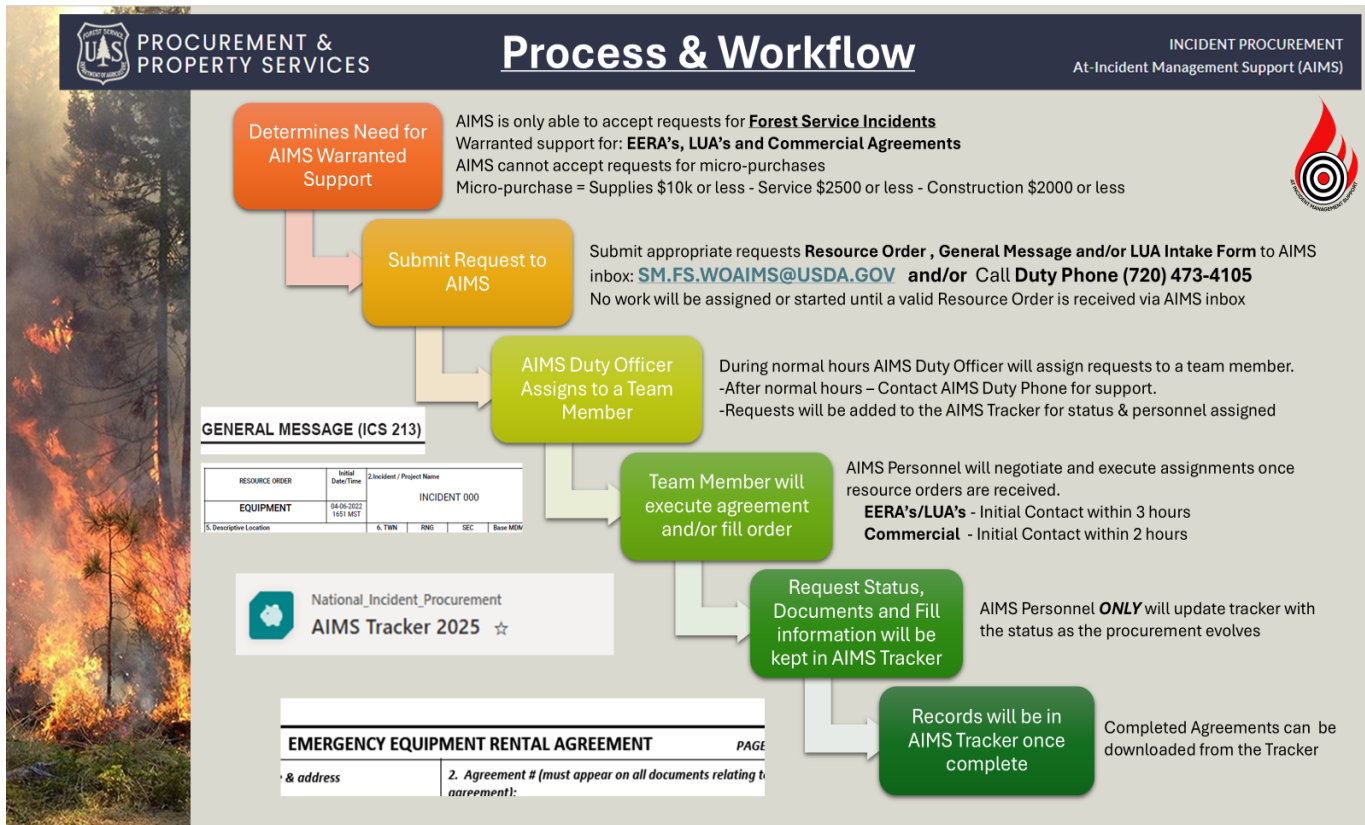 FOREST SERVICE
US
DEPARTMENT OF AGRICULTURE
PROCUREMENT &
PROPERTY SERVICES
Process & Workflow
INCIDENT PROCUREMENT
At-Incident Management Support (AIMS)
Determines Need for
AIMS Warranted
Support
AIMS is only able to accept requests for Forest Service Incidents
Warranted support for: EERA's, LUA's and Commercial Agreements
AIMS cannot accept requests for micro-purchases
Micro-purchase = Supplies $10k or less - Service $2500 or less - Construction $2000 or less
AT INCIDENT MANAGEMENT SUPPORT
Submit Request to
AIMS
Submit appropriate requests Resource Order , General Message and/or LUA Intake Form to AIMS
inbox: SM.FS.WOAIMS@USDA.GOV and/or Call Duty Phone (720) 473-4105
No work will be assigned or started until a valid Resource Order is received via AIMS inbox
AIMS Duty Officer
Assigns to a Team
Member
During normal hours AIMS Duty Officer will assign requests to a team member.
-After normal hours – Contact AIMS Duty Phone for support.
-Requests will be added to the AIMS Tracker for status & personnel assigned
GENERAL MESSAGE (ICS 213)
RESOURCE ORDER
Initial
Date/Time
2.Incident / Project Name
INCIDENT 000
EQUIPMENT
04-06-2022
1651 MST
5. Descriptive Location
6. TWN
RNG
SEC
Base MDM
Team Member will
execute agreement
and/or fill order
AIMS Personnel will negotiate and execute assignments once
resource orders are received.
EERA's/LUA's - Initial Contact within 3 hours
Commercial - Initial Contact within 2 hours
National_Incident_Procurement
AIMS Tracker 2025 ☆
Request Status,
Documents and Fill
information will be
kept in AIMS Tracker
AIMS Personnel ONLY will update tracker with
the status as the procurement evolves
EMERGENCY EQUIPMENT RENTAL AGREEMENT
PAGE
& address
2. Agreement # (must appear on all documents relating to
agreement):
Records will be in
AIMS Tracker once
complete
Completed Agreements can be
downloaded from the Tracker